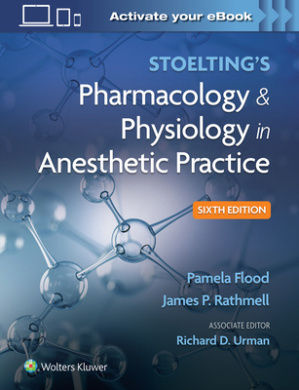 Activate your eBook
STOELTING'S
Pharmacology &
Physiology in
Anesthetic Practice
SIXTH EDITION
Pamela Flood
James P. Rathmell
ASSOCIATE EDITOR
Richard D. Urman
Wolters Kluwer